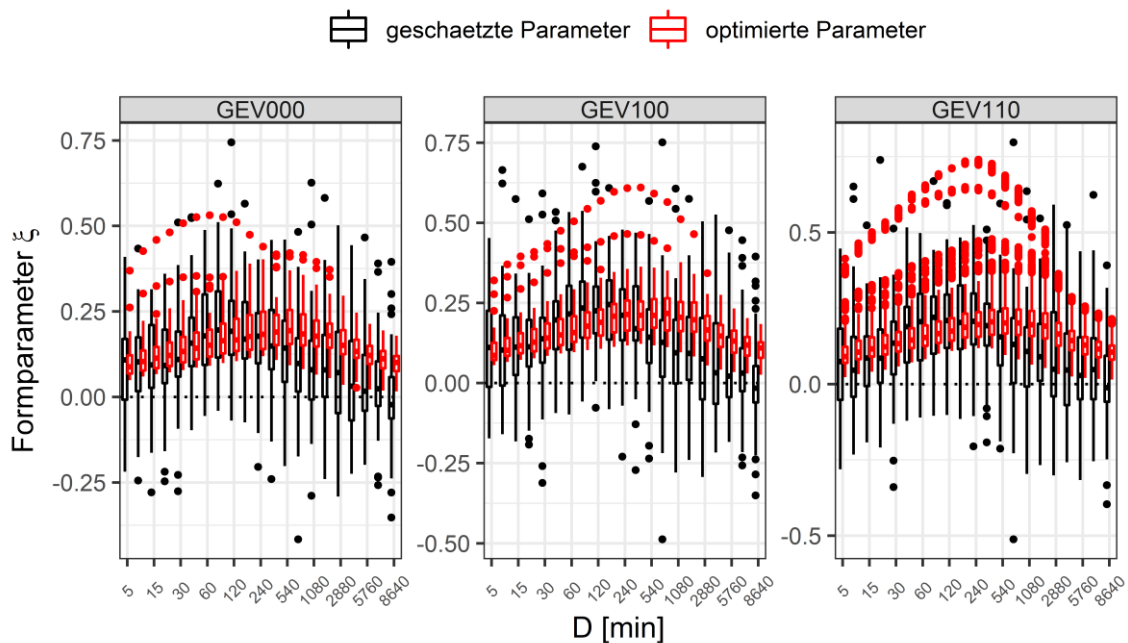 geschaetzte Parameter optimierte Parameter
GEV000 GEV100 GEV110
Formparameter ξ
0.75
0.50
0.25
0.00
-0.25
0.75
0.50
0.25
0.00
-0.25
-0.50
0.5
0.0
-0.5
5 15 30 60 120 240 540 1080 2880 5760 8640
5 15 30 60 120 240 540 1080 2880 5760 8640
5 15 30 60 120 240 540 1080 2880 5760 8640
D [min]